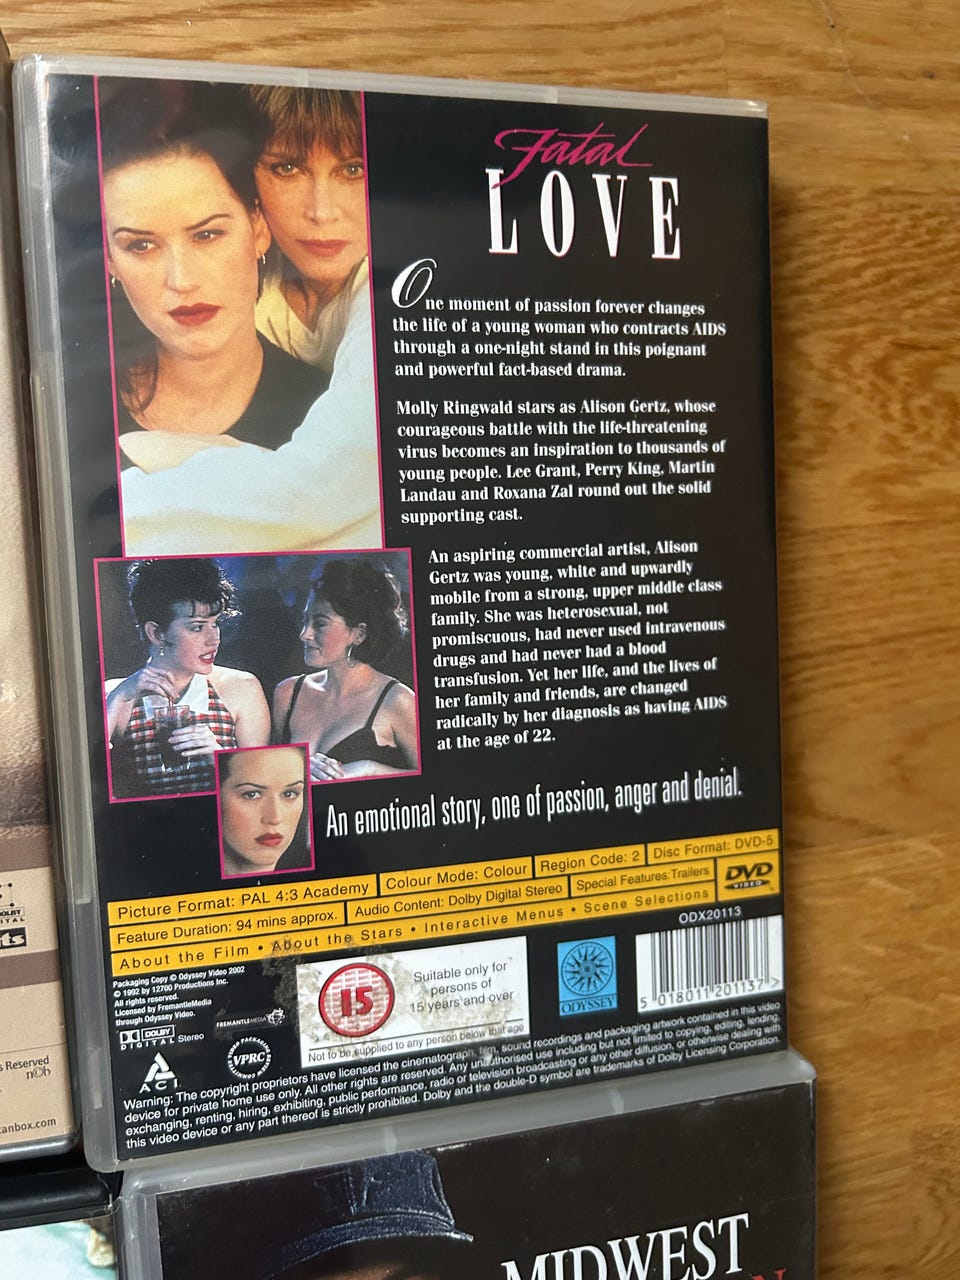 Fatal
LOVE
One moment of passion forever changes
the life of a young woman who contracts AIDS
through a one-night stand in this poignant
and powerful fact-based drama.
Molly Ringwald stars as Alison Gertz, whose
courageous battle with the life-threatening
virus becomes an inspiration to thousands of
young people. Lee Grant, Perry King, Martin
Landau and Roxana Zal round out the solid
supporting cast.
An aspiring commercial artist, Alison
Gertz was young, white and upwardly
mobile from a strong, upper middle class
family. She was heterosexual, not
promiscuous, had never used intravenous
drugs and had never had a blood
transfusion. Yet her life, and the lives of
her family and friends, are changed
radically by her diagnosis as having AIDS
at the age of 22.
An emotional story, one of passion, anger and denial.
Picture Format: PAL 4:3 Academy
Colour Mode: Colour
Region Code: 2
Disc Format: DVD-5
Feature Duration: 94 mins approx.
Audio Content: Dolby Digital Stereo
Special Features: Trailers
DVD
VIDEO
About the Film • About the Stars • Interactive Menus • Scene Selections
ODX20113
Packaging Copy © Odyssey Video 2002
© 1992 by 12700 Productions Inc.
All rights reserved.
Licensed by FremantleMedia
through Odyssey Video.
DOLBY
DIGITAL Stereo
FREMANTLEMEDIA
VPRC
ACI
15
Suitable only for
persons of
15 years and over
Not to be supplied to any person below that age
ODYSSEY
5 018011 201137 >
Warning: The copyright proprietors have licensed the cinematograph film, sound recordings and packaging artwork contained in this video
device for private home use only. All other rights are reserved. Any unauthorised use including but not limited to copying, editing, lending,
exchanging, renting, hiring, exhibiting, public performance, radio or television broadcasting or any other diffusion, or otherwise dealing with
this video device or any part thereof is strictly prohibited. Dolby and the double-D symbol are trademarks of Dolby Licensing Corporation.
DOLBY
ITAL
ts
s Reserved
anbox.com
MIDWEST